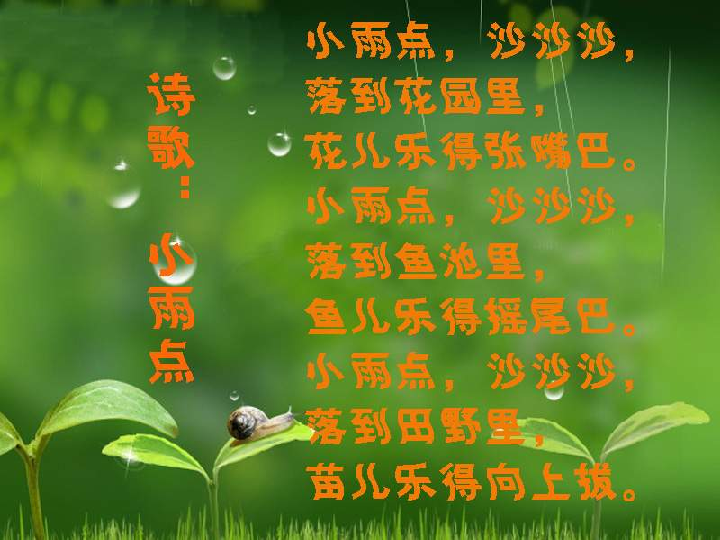 诗歌：小雨点
小雨点，沙沙沙，
落到花园里，
花儿乐得张嘴巴。
小雨点，沙沙沙，
落到鱼池里，
鱼儿乐得摇尾巴。
小雨点，沙沙沙，
落到田野里，
苗儿乐得向上拔。